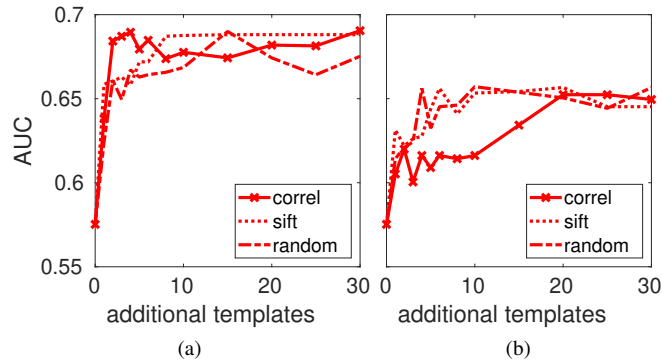 0.7
0.65
0.6
0.55
AUC
correl
sift
random
0 10 20 30
additional templates
(a)
correl
sift
random
0 10 20 30
additional templates
(b)